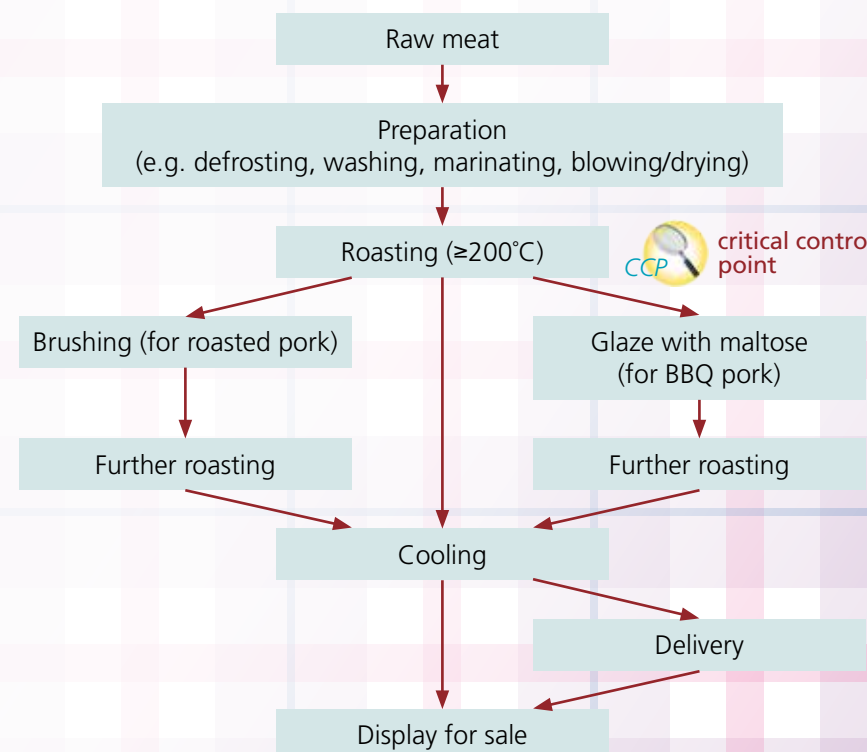 Raw meat
Preparation
(e.g. defrosting, washing, marinating, blowing/drying)
Roasting (≥200°C)
CCP
critical contro
point
Brushing (for roasted pork)
Glaze with maltose
(for BBQ pork)
Further roasting
Further roasting
Cooling
Delivery
Display for sale